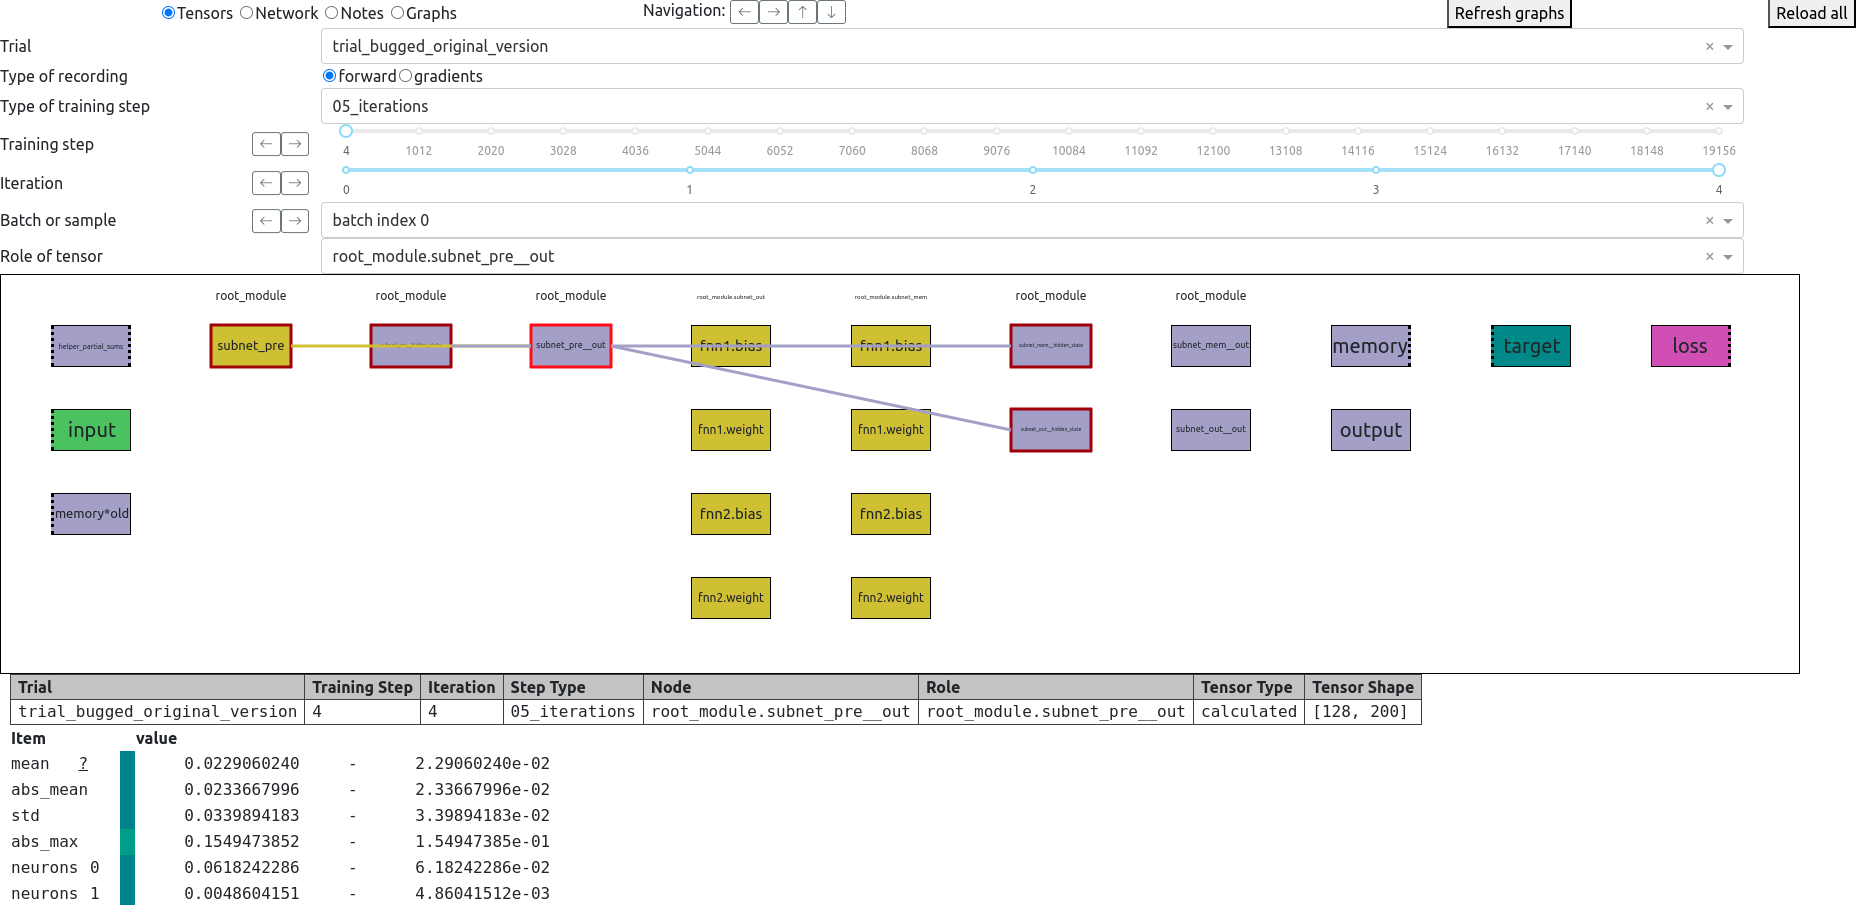 Tensors Network Notes Graphs Navigation: ← → ↑ ↓ Refresh graphs Reload all
Trial trial_bugged_original_version × 
Type of recording forward gradients
Type of training step 05_iterations ×
Training step ← →
4 1012 2020 3028 4036 5044 6052 7060 8068 9076 10084 11092 12100 13108 14116 15124 16132 17140 18148 19156
Iteration ← →
0 1 2 3 4
Batch or sample ← → batch index 0 ×
Role of tensor root_module.subnet_pre__out ×
root_module root_module root_module root_module.subnet_out root_module.subnet_mem root_module root_module
helper_partial_sums subnet_pre subnet_pre__out fnn1.bias fnn1.bias subnet_mem__hidden_state subnet_mem__out memory target loss
input fnn1.weight fnn1.weight subnet_out__hidden_state subnet_out__out output
memory*old fnn2.bias fnn2.bias
fnn2.weight fnn2.weight
Trial Training Step Iteration Step Type Node Role Tensor Type Tensor Shape
trial_bugged_original_version 4 4 05_iterations root_module.subnet_pre__out root_module.subnet_pre__out calculated [128, 200]
Item value
mean ? 0.0229060240 - 2.29060240e-02
abs_mean 0.0233667996 - 2.33667996e-02
std 0.0339894183 - 3.39894183e-02
abs_max 0.1549473852 - 1.54947385e-01
neurons 0 0.0618242286 - 6.18242286e-02
neurons 1 0.0048604151 - 4.86041512e-03